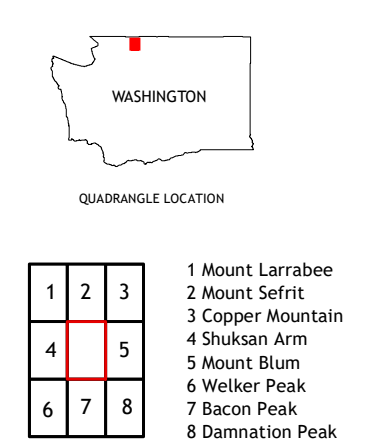 WASHINGTON
QUADRANGLE LOCATION
1 2 3
4 5
6 7 8
1 Mount Larrabee
2 Mount Sefrit
3 Copper Mountain
4 Shuksan Arm
5 Mount Blum
6 Welker Peak
7 Bacon Peak
8 Damnation Peak